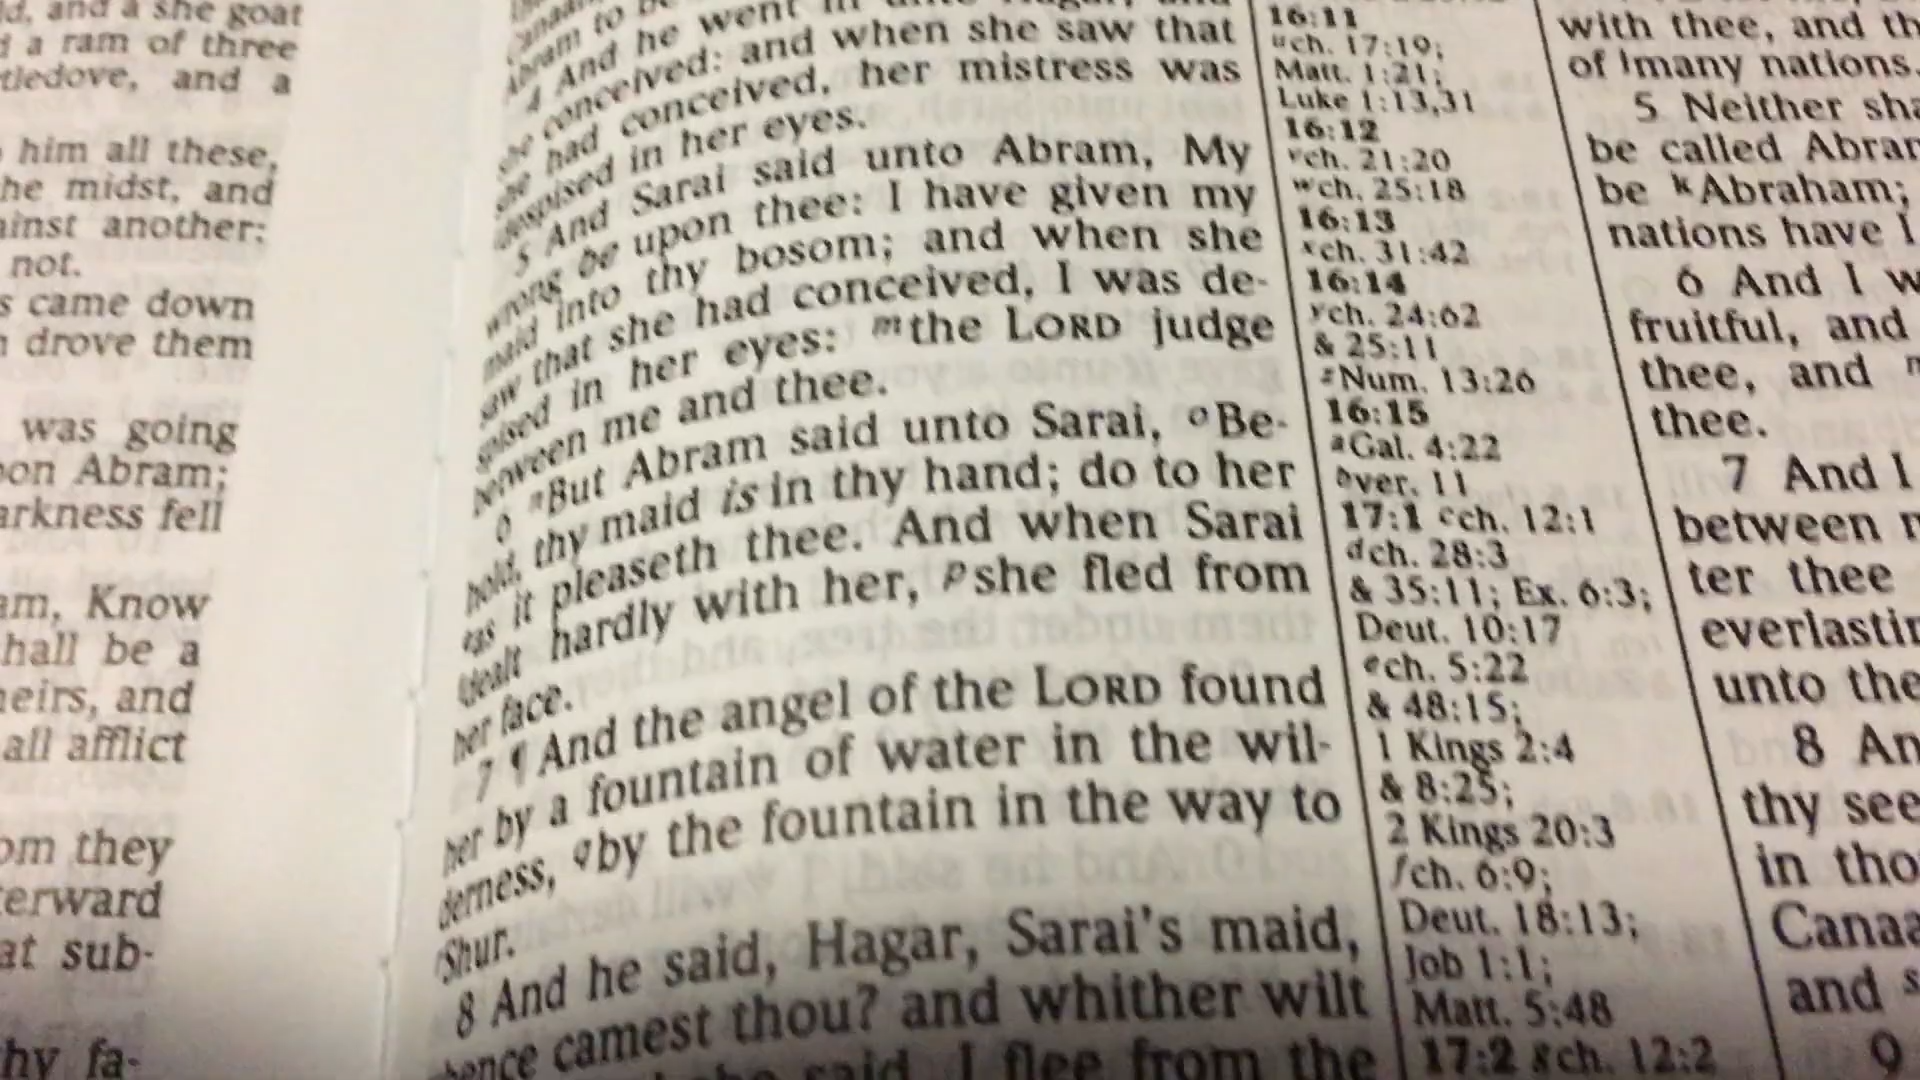 d, and a she goat
d a ram of three
tledove, and a
him all these,
he midst, and
ainst another:
not.
s came down
n drove them
was going
on Abram;
arkness fell
am, Know
hall be a
heirs, and
all afflict
om they
terward
at sub-
hy fa-
Abram to be
4 And he went in unto Hagar, and
she conceived: and when she saw that
she had conceived, her mistress was
despised in her eyes.
5 And Sarai said unto Abram, My
wrong be upon thee: I have given my
maid into thy bosom; and when she
saw that she had conceived, I was de-
spised in her eyes: m the LORD judge
between me and thee.
6 n But Abram said unto Sarai, o Be-
hold, thy maid is in thy hand; do to her
as it pleaseth thee. And when Sarai
dealt hardly with her, p she fled from
her face.
7 ¶ And the angel of the LORD found
her by a fountain of water in the wil-
derness, q by the fountain in the way to
r Shur.
8 And he said, Hagar, Sarai's maid,
whence camest thou? and whither wilt
she said, I flee from the
16:11
u ch. 17:19;
Matt. 1:21;
Luke 1:13,31
16:12
v ch. 21:20
w ch. 25:18
16:13
x ch. 31:42
16:14
y ch. 24:62
& 25:11
z Num. 13:26
16:15
a Gal. 4:22
b ver. 11
17:1 c ch. 12:1
d ch. 28:3
& 35:11; Ex. 6:3;
Deut. 10:17
e ch. 5:22
& 48:15;
1 Kings 2:4
& 8:25;
2 Kings 20:3
f ch. 6:9;
Deut. 18:13;
Job 1:1;
Matt. 5:48
17:2 g ch. 12:2
with thee, and th
of l many nations.
5 Neither sha
be called Abram
be k Abraham;
nations have I
6 And I w
fruitful, and
thee, and m
thee.
7 And I
between m
ter thee
everlastin
unto the
8 An
thy see
in tho
Canaa
and s
9